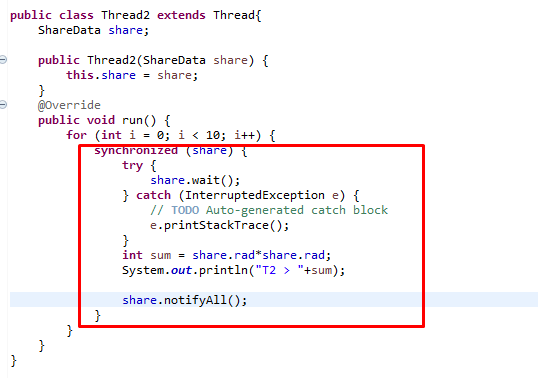 public class Thread2 extends Thread{
    ShareData share;

    public Thread2(ShareData share) {
        this.share = share;
    }
    @Override
    public void run() {
        for (int i = 0; i < 10; i++) {
            synchronized (share) {
                try {
                    share.wait();
                } catch (InterruptedException e) {
                    // TODO Auto-generated catch block
                    e.printStackTrace();
                }
                int sum = share.rad*share.rad;
                System.out.println("T2 > "+sum);

                share.notifyAll();
            }
        }
    }
}